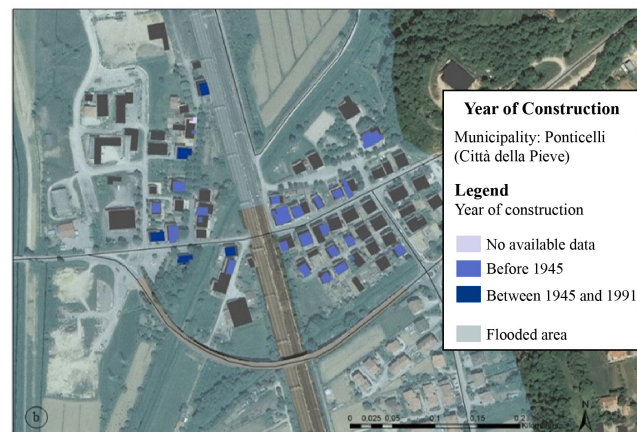 Year of Construction
Municipality: Ponticelli
(Città della Pieve)
Legend
Year of construction
No available data
Before 1945
Between 1945 and 1991
Flooded area
b
N
0 0.025 0.05 0.1 0.15 0.2
Kilometers